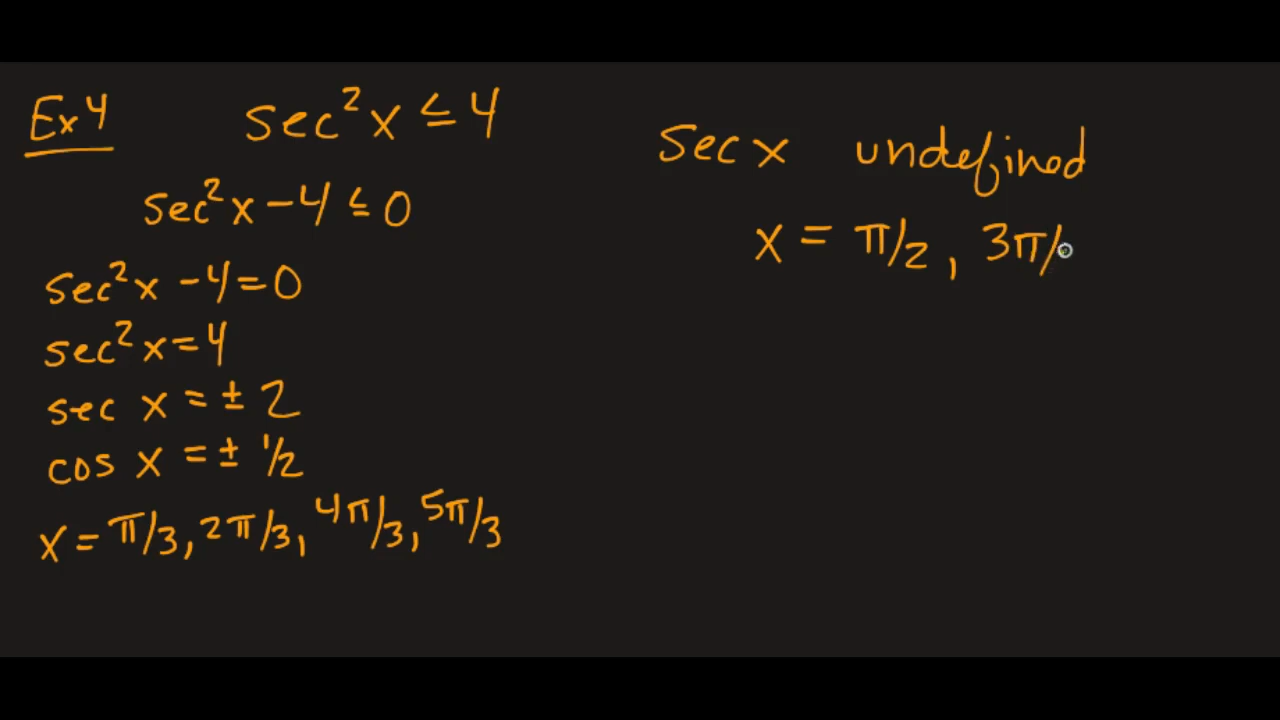 Ex 4
sec²x ≤ 4
sec²x - 4 ≤ 0
sec²x - 4 = 0
sec²x = 4
sec x = ± 2
cos x = ± 1/2
x = π/3, 2π/3, 4π/3, 5π/3
sec x undefined
x = π/2, 3π/